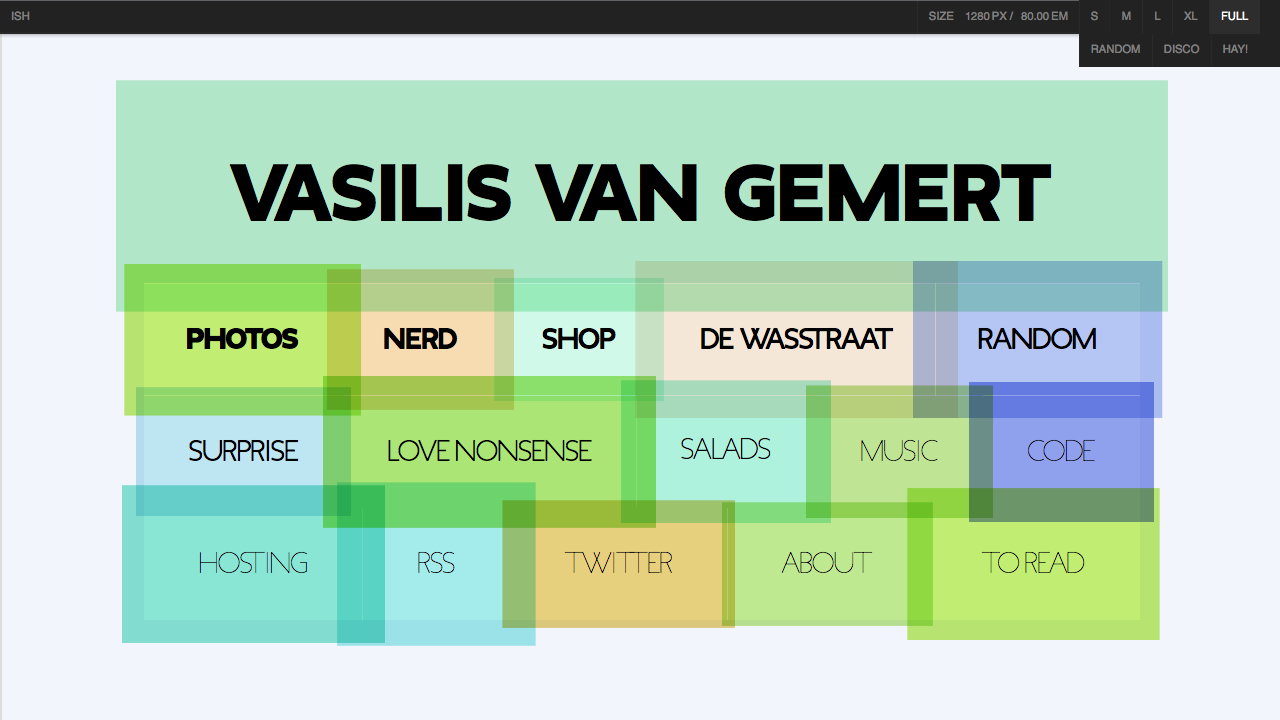 ISH SIZE 1280 PX / 80.00 EM S M L XL FULL
RANDOM DISCO HAY!
VASILIS VAN GEMERT
PHOTOS NERD SHOP DE WASSTRAAT RANDOM
SURPRISE LOVE NONSENSE SALADS MUSIC CODE
HOSTING RSS TWITTER ABOUT TO READ